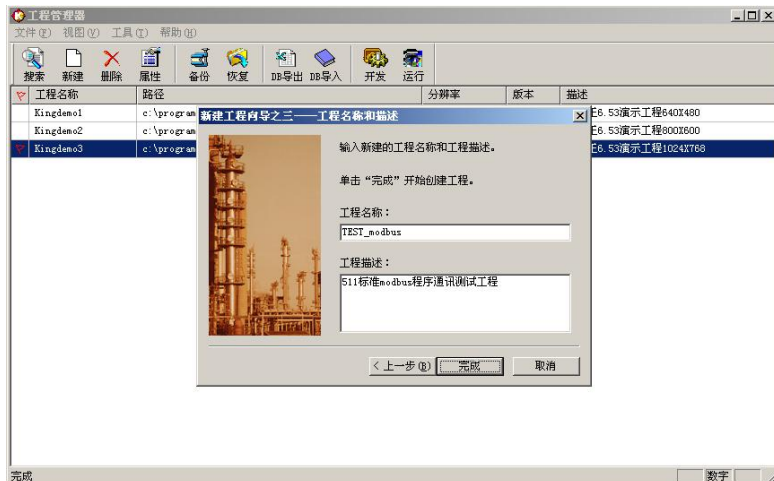 工程管理器
文件(F) 视图(V) 工具(T) 帮助(H)
搜索 新建 删除 属性 备份 恢复 DB导出 DB导入 开发 运行
工程名称 路径 分辨率 版本 描述
Kingdemo1 c:\program 6.53演示工程640X480
Kingdemo2 c:\program 6.53演示工程800X600
Kingdemo3 c:\program 6.53演示工程1024X768
新建工程向导之三——工程名称和描述
输入新建的工程名称和工程描述。
单击“完成”开始创建工程。
工程名称：
TEST_modbus
工程描述：
511标准modbus程序通讯测试工程
<上一步(B) 完成 取消
完成 数字